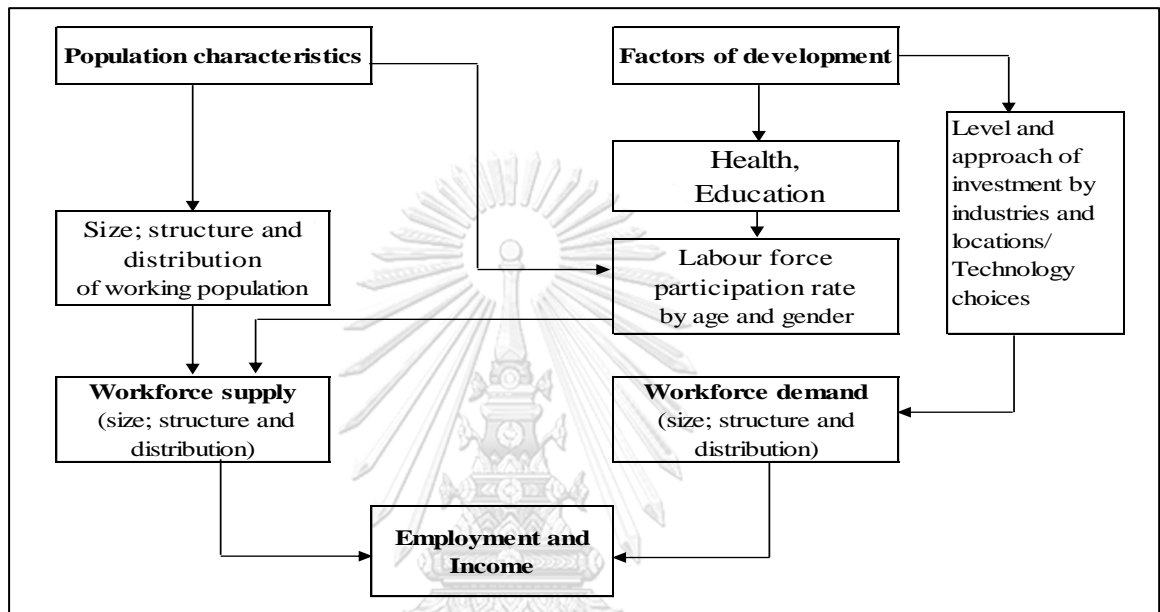 Population characteristics
Factors of development
Level and
approach of
investment by
industries and
locations/
Technology
choices
Health,
Education
Size; structure and
distribution
of working population
Labour force
participation rate
by age and gender
Workforce supply
(size; structure and
distribution)
Workforce demand
(size; structure and
distribution)
Employment and
Income